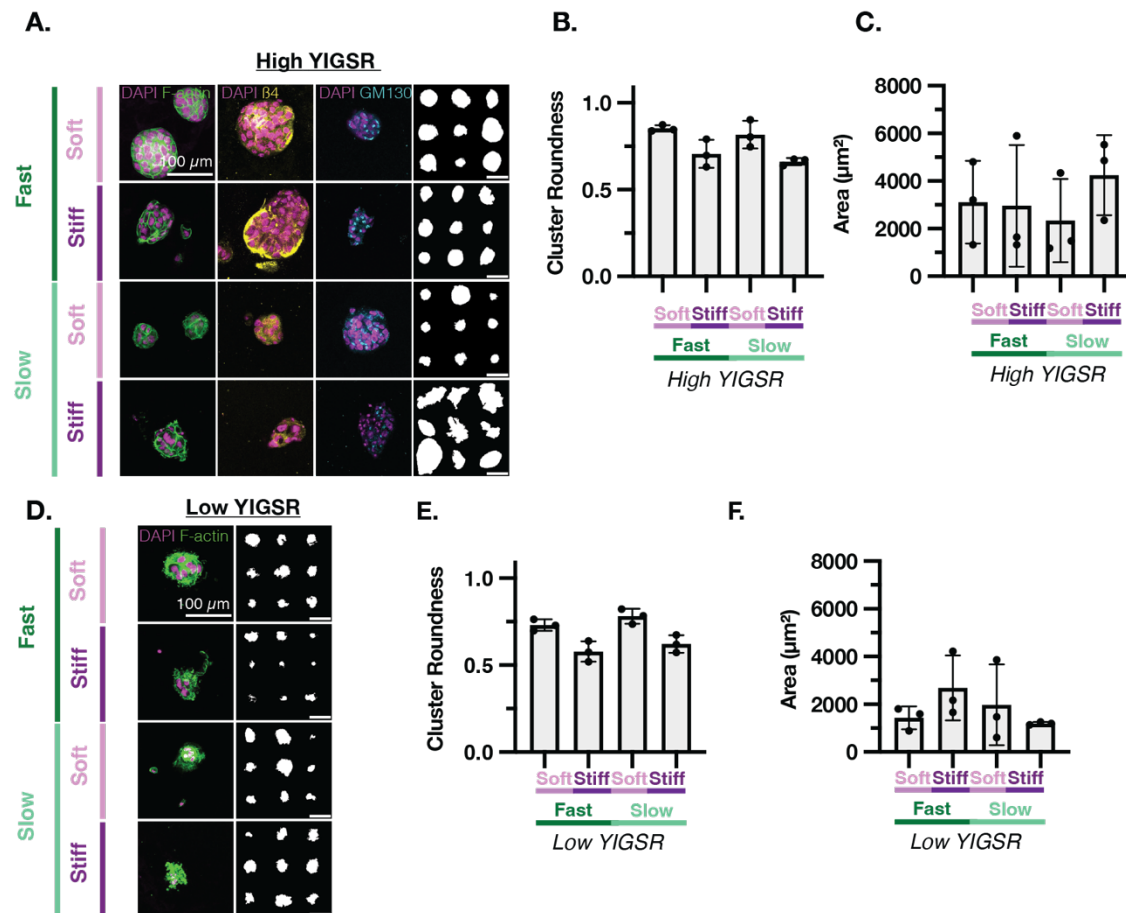 A.
High YIGSR
Fast
Slow
Soft
Stiff
Soft
Stiff
DAPI F-actin
100 µm
DAPI ß4
DAPI GM130
B.
Cluster Roundness
1.0
0.5
0.0
Soft Stiff Soft Stiff
Fast Slow
High YIGSR
C.
Area (µm²)
8000
6000
4000
2000
0
Soft Stiff Soft Stiff
Fast Slow
High YIGSR
D.
Low YIGSR
Fast
Slow
Soft
Stiff
Soft
Stiff
DAPI F-actin
100 µm
E.
Cluster Roundness
1.0
0.5
0.0
Soft Stiff Soft Stiff
Fast Slow
Low YIGSR
F.
Area (µm²)
8000
6000
4000
2000
0
Soft Stiff Soft Stiff
Fast Slow
Low YIGSR